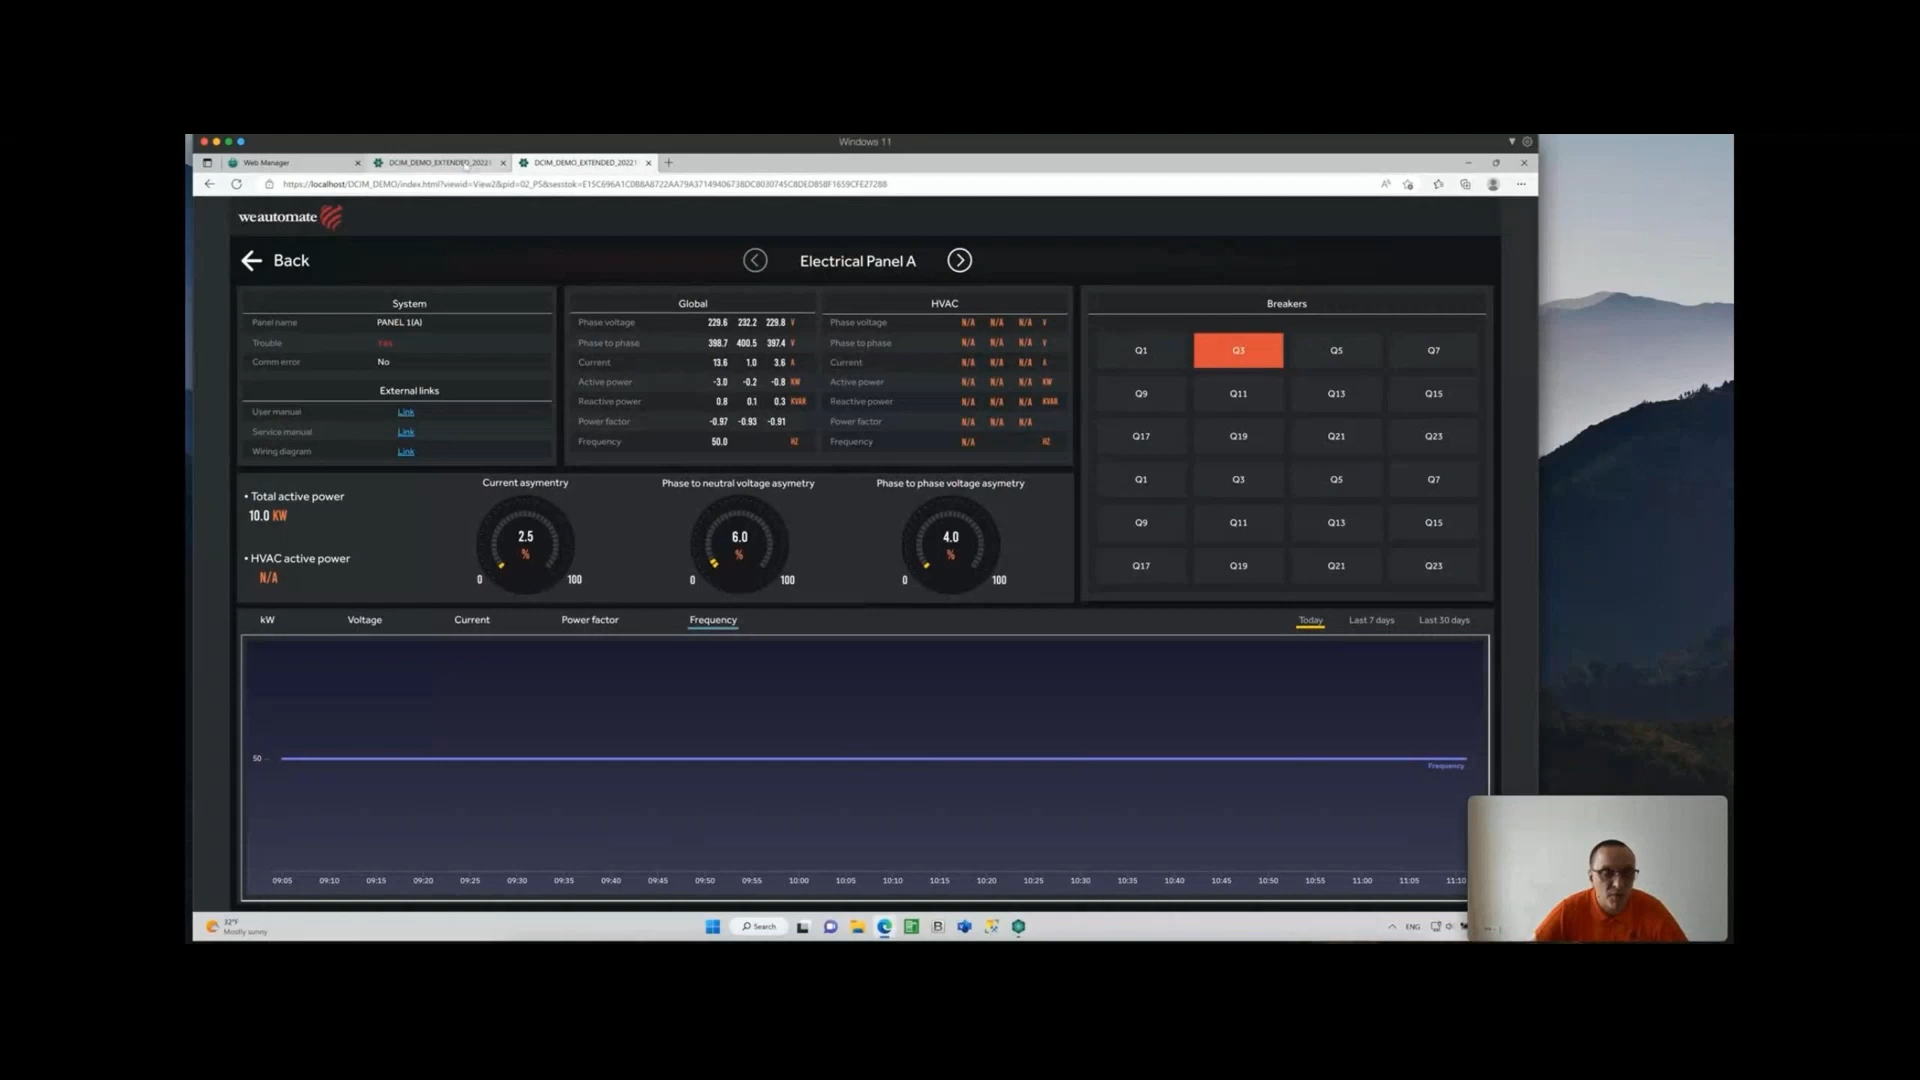 Windows 11
Web Manager
DCIM_DEMO_EXTENDED_20221
DCIM_DEMO_EXTENDED_20221
weautomate
Back
Electrical Panel A
System
Panel name PANEL 1(A)
Trouble Yes
Comm error No
External links
User manual Link
Service manual Link
Wiring diagram Link
Global
Phase voltage 229.6 232.2 229.8 V
Phase to phase 398.7 400.5 397.4 V
Current 13.6 1.0 3.6 A
Active power -3.0 -0.2 -0.8 KW
Reactive power 0.8 0.1 0.3 KVAR
Power factor -0.97 -0.93 -0.91
Frequency 50.0 HZ
HVAC
Phase voltage N/A N/A N/A V
Phase to phase N/A N/A N/A V
Current N/A N/A N/A A
Active power N/A N/A N/A KW
Reactive power N/A N/A N/A KVAR
Power factor N/A N/A N/A
Frequency N/A HZ
Breakers
Q1 Q3 Q5 Q7
Q9 Q11 Q13 Q15
Q17 Q19 Q21 Q23
Q1 Q3 Q5 Q7
Q9 Q11 Q13 Q15
Q17 Q19 Q21 Q23
• Total active power
10.0 KW
• HVAC active power
N/A
Current asymentry
2.5
%
0 100
Phase to neutral voltage asymetry
6.0
%
0 100
Phase to phase voltage asymetry
4.0
%
0 100
kW Voltage Current Power factor Frequency
Today Last 7 days Last 30 days
50
Frequency
09:05 09:10 09:15 09:20 09:25 09:30 09:35 09:40 09:45 09:50 09:55 10:00 10:05 10:10 10:15 10:20 10:25 10:30 10:35 10:40 10:45 10:50 10:55 11:00 11:05 11:10
32°F
Mostly sunny
Search
ENG